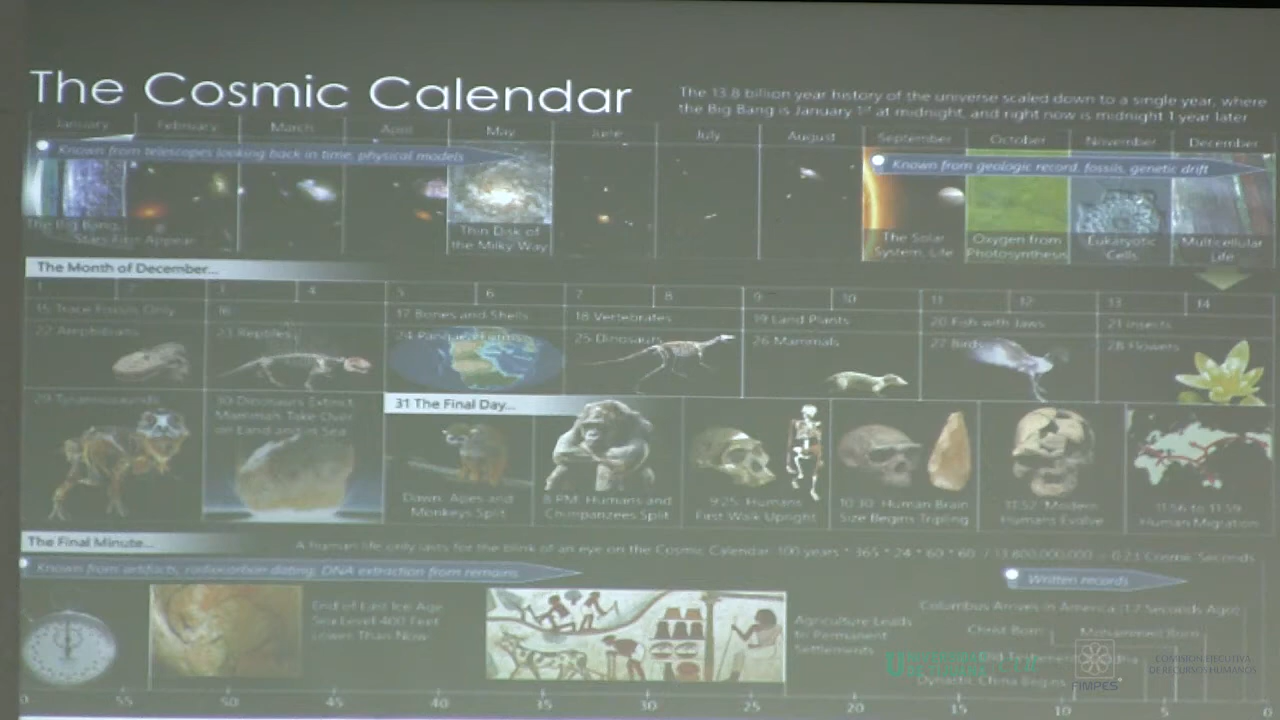 The Cosmic Calendar
The 13.8 billion year history of the universe scaled down to a single year, where
the Big Bang is January 1st at midnight, and right now is midnight 1 year later
January February March April May June July August September October November December
Known from telescopes looking back in time, physical models
Known from geologic record, fossils, genetic drift
The Big Bang,
Stars First Appear
Thin Disk of
the Milky Way
The Solar
System, Life
Oxygen from
Photosynthesis
Eukaryotic
Cells
Multicellular
Life
The Month of December...
1 2 3 4 5 6 7 8 9 10 11 12 13 14
15 Trace Fossils Only 16 17 Bones and Shells 18 Vertebrates 19 Land Plants 20 Fish with Jaws 21 Insects
22 Amphibians 23 Reptiles 24 Pangaea Forms 25 Dinosaurs 26 Mammals 27 Birds 28 Flowers
29 Tyrannosaurids
30 Dinosaurs Extinct
Mammals Take Over
on Land and in Sea
31 The Final Day...
Dawn: Apes and
Monkeys Split
8 PM: Humans and
Chimpanzees Split
9:25: Humans
First Walk Upright
10:30: Human Brain
Size Begins Tripling
11:52: Modern
Humans Evolve
11:56 to 11:59
Human Migration
The Final Minute...
A human life only lasts for the blink of an eye on the Cosmic Calendar: 100 years * 365 * 24 * 60 * 60 / 13,800,000,000 = 0.23 Cosmic Seconds
Known from artifacts, radiocarbon dating, DNA extraction from remains
Written records
End of Last Ice Age
Sea Level 400 Feet
Lower Than Now
Agriculture Leads
to Permanent
Settlements
Columbus Arrives in America (1.2 Seconds Ago)
Christ Born
Mohammed Born
Dynastic China Begins
FIMPES
COMISIÓN EJECUTIVA
DE RECURSOS HUMANOS
55 50 45 40 35 30 25 20 15 10 5 0